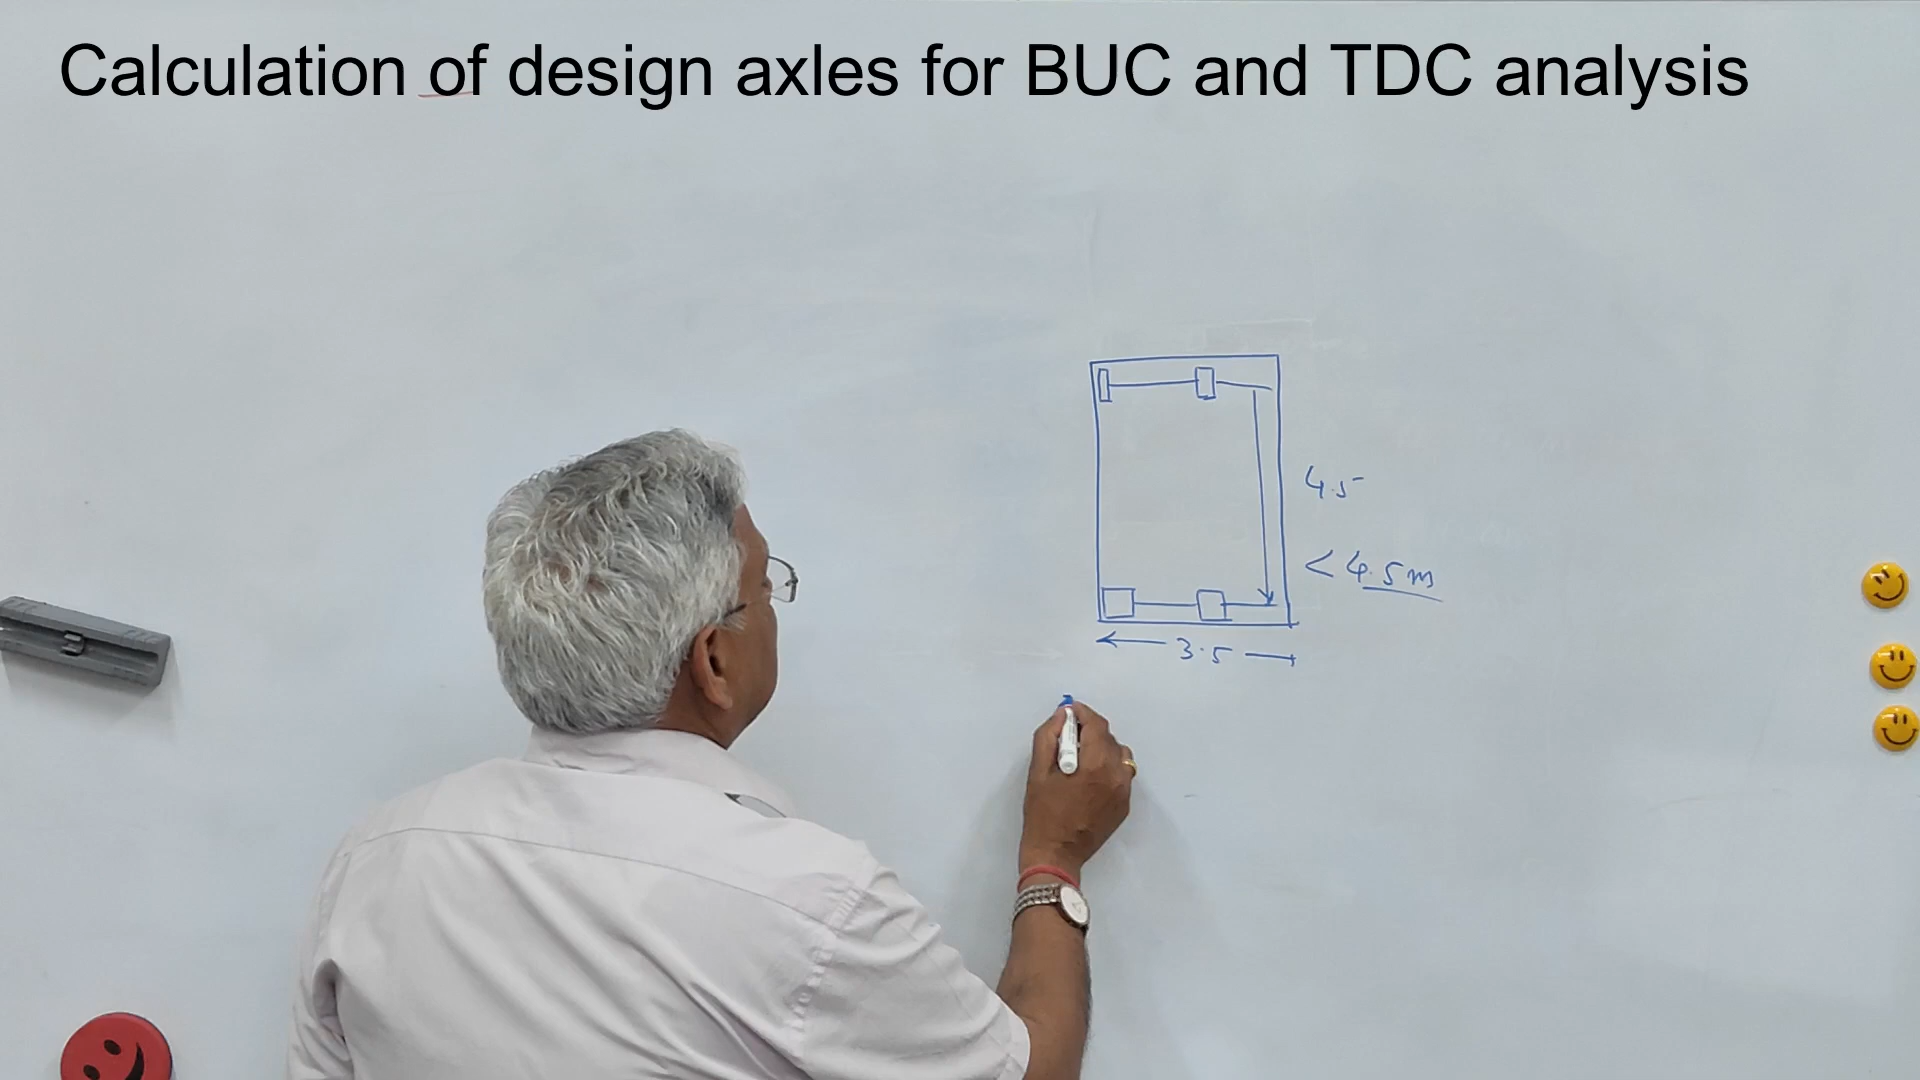 Calculation of design axles for BUC and TDC analysis
4.5
< 4.5m
3.5